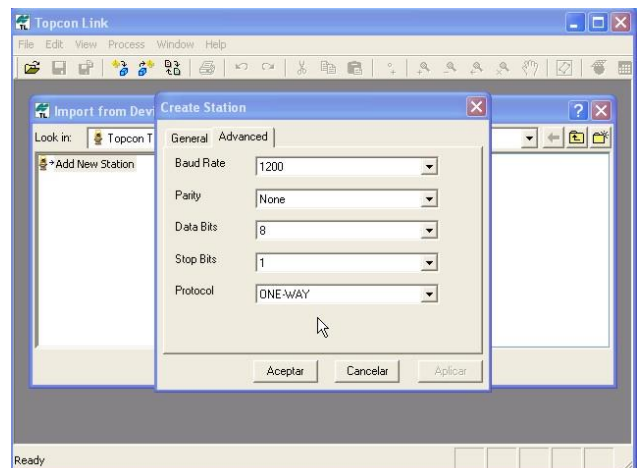 Topcon Link
File Edit View Process Window Help
Import from Dev
Create Station
Look in: Topcon T
General Advanced
Add New Station
Baud Rate 1200
Parity None
Data Bits 8
Stop Bits 1
Protocol ONE-WAY
Aceptar Cancelar Aplicar
Ready